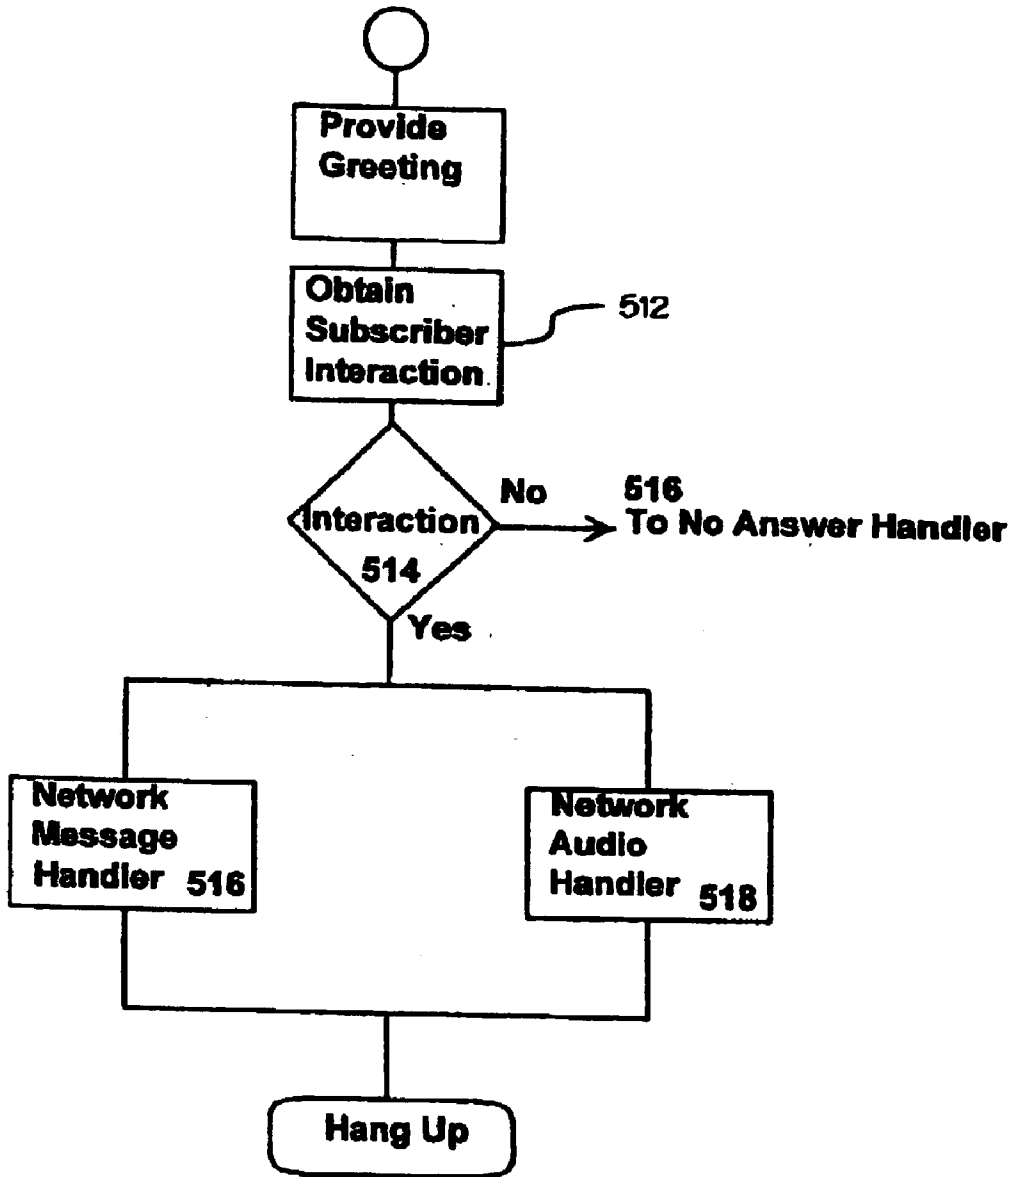 Provide
Greeting
Obtain
Subscriber
Interaction
512
Interaction
514
No
516
To No Answer Handler
Yes
Network
Message
Handler 516
Network
Audio
Handler 518
Hang Up